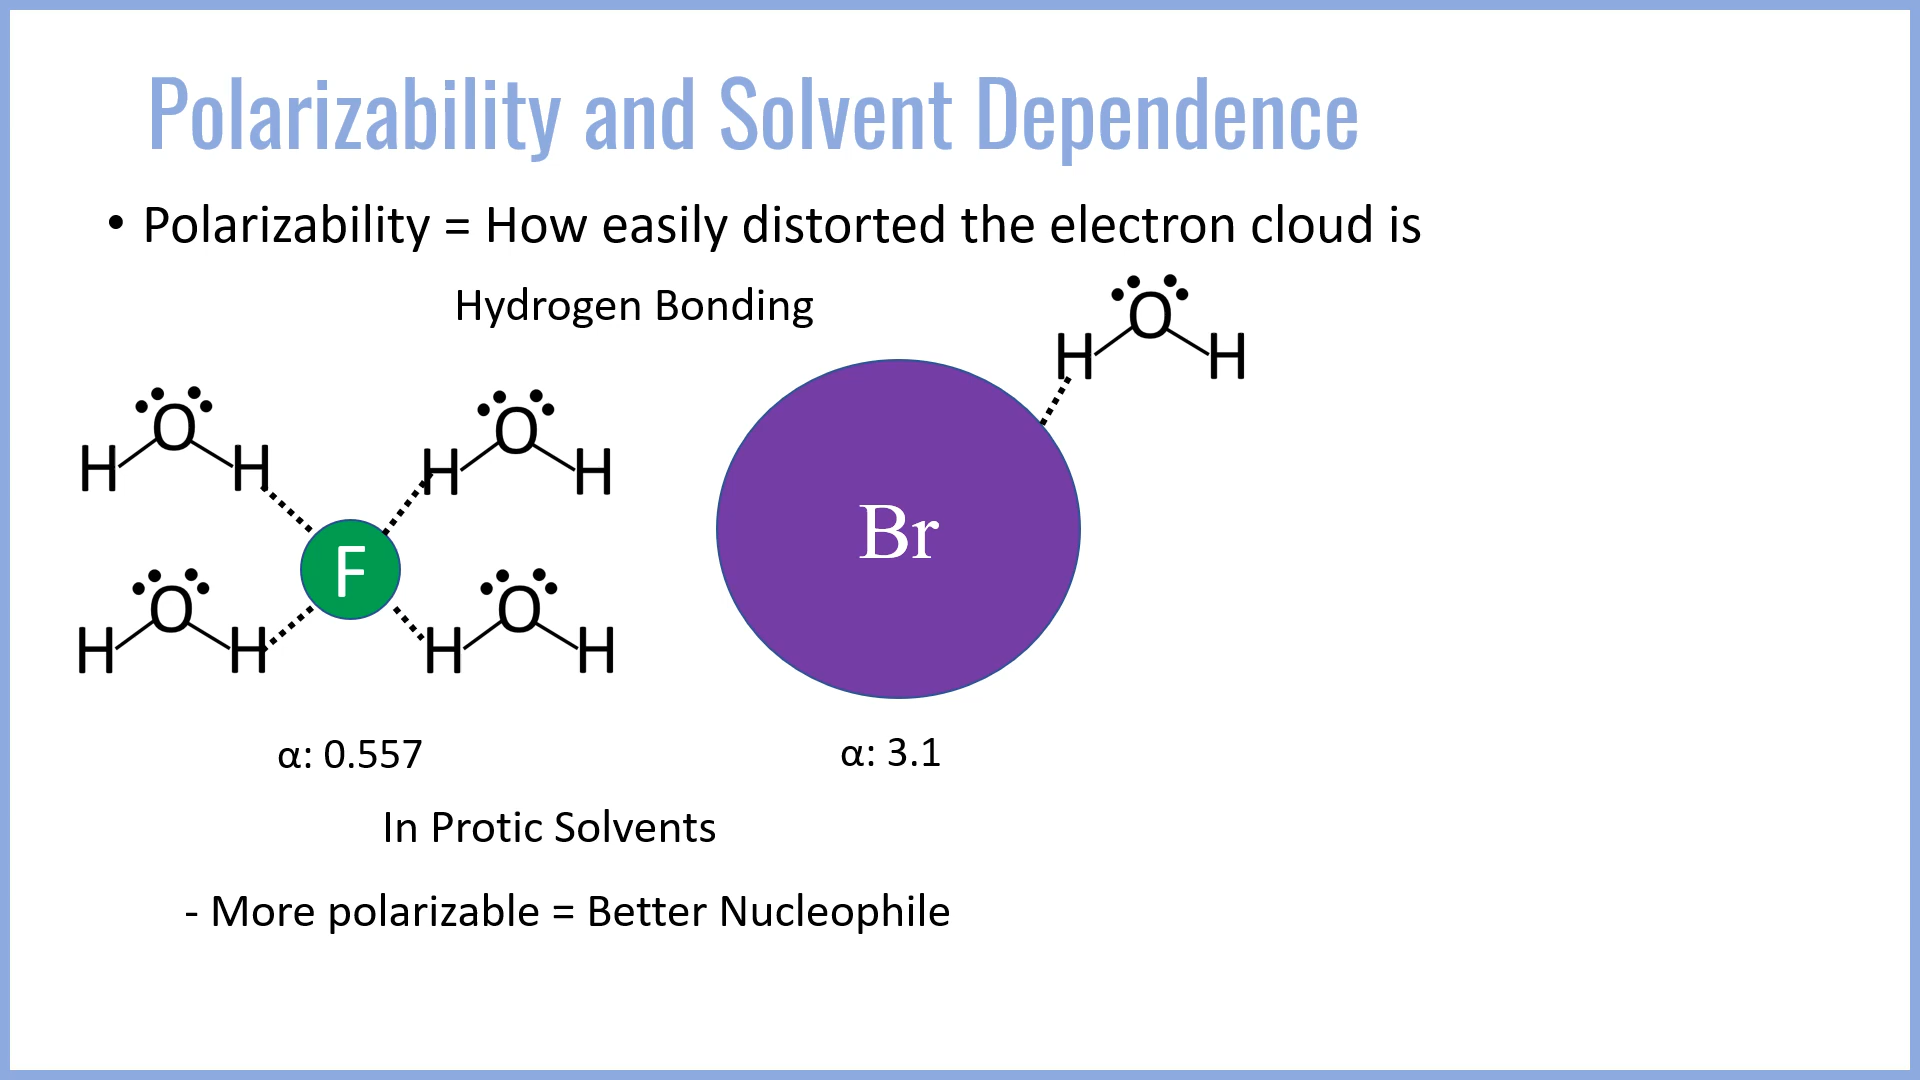 Polarizability and Solvent Dependence
• Polarizability = How easily distorted the electron cloud is
Hydrogen Bonding
O
H H
O
H H
O
H H
F
O
H H
O
H H
Br
α: 0.557
α: 3.1
In Protic Solvents
- More polarizable = Better Nucleophile